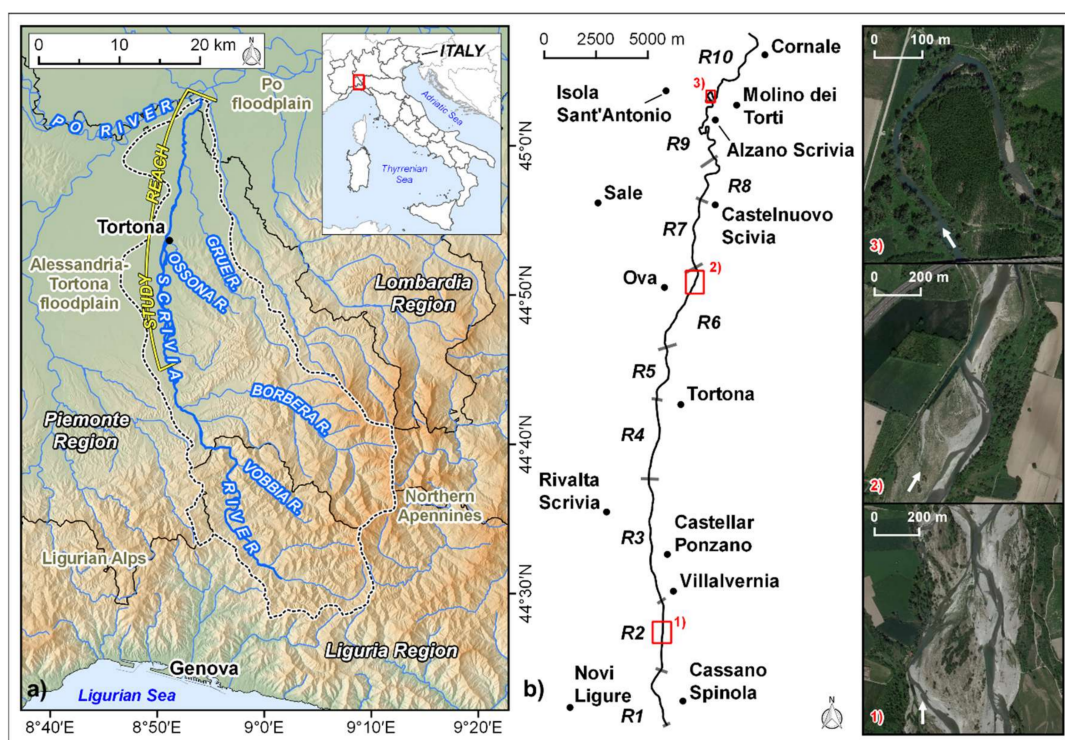 0 10 20 km
ITALY
Adriatic Sea
Thyrrenian
Sea
Po
floodplain
PO RIVER
STUDY REACH
Tortona
OSSONA R.
GRUE R.
Alessandria-
Tortona
floodplain
SCRIVIA
RIVER
Lombardia
Region
BORBERA R.
Piemonte
Region
VOBBIA R.
Northern
Apennines
Ligurian Alps
Liguria Region
Genova
a)
Ligurian Sea
8°40'E 8°50'E 9°0'E 9°10'E 9°20'E
45°0'N
44°50'N
44°40'N
44°30'N
b)
0 2500 5000 m
R10
Cornale
Isola
Sant'Antonio
3)
Molino dei
Torti
R9
Alzano Scrivia
R8
Sale
R7
Castelnuovo
Scivia
Ova
2)
R6
R5
Tortona
R4
Rivalta
Scrivia
R3
Castellar
Ponzano
Villalvernia
R2
1)
Novi
Ligure
Cassano
Spinola
R1
0 100 m
3)
0 200 m
2)
0 200 m
1)